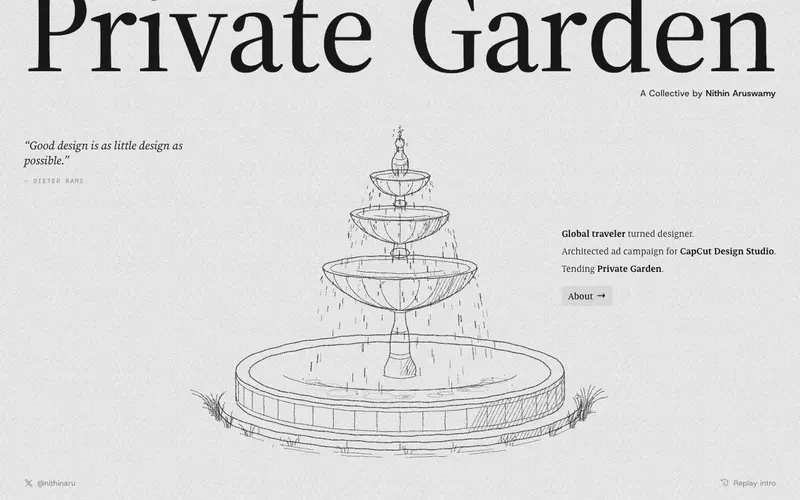 Private Garden
A Collective by Nithin Aruswamy
“Good design is as little design as
possible.”
— DIETER RAMS
Global traveler turned designer.
Architected ad campaign for CapCut Design Studio.
Tending Private Garden.
About →
@nithinaru
Replay intro